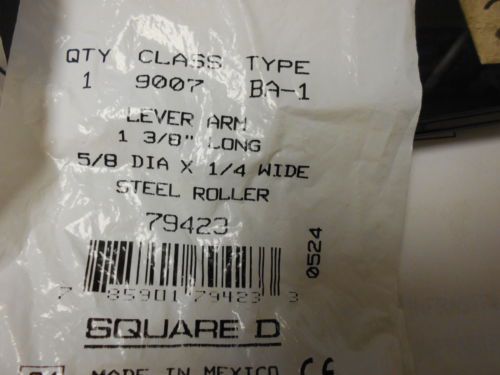 QTY CLASS TYPE
1 9007 BA-1
LEVER ARM
1 3/8" LONG
5/8 DIA X 1/4 WIDE
STEEL ROLLER
79423
0524
7 85901 79423 3
SQUARE D
MADE IN MEXICO CE